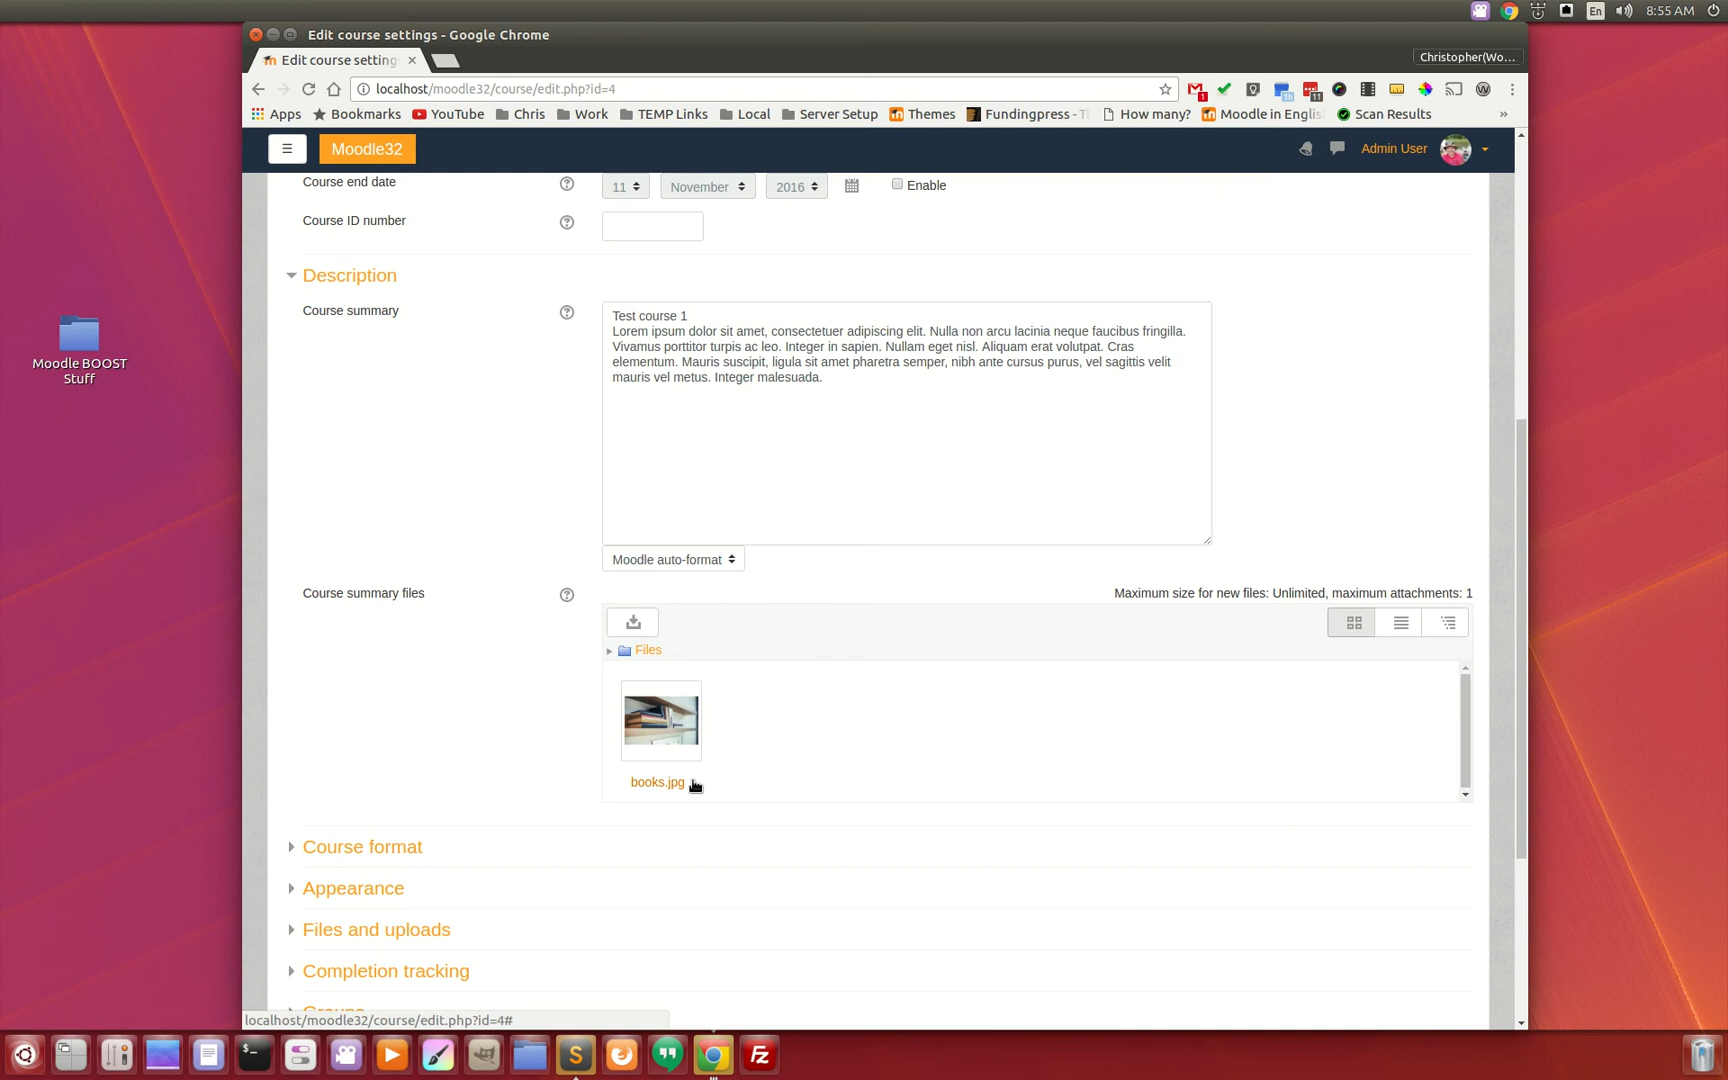 8:55 AM
En
Edit course settings - Google Chrome
Edit course setting
Christopher(Wo...
localhost/moodle32/course/edit.php?id=4
1
11
Apps Bookmarks YouTube Chris Work TEMP Links Local Server Setup Themes Fundingpress - T How many? Moodle in Englis Scan Results »
Moodle32
Admin User
Course end date
11 November 2016 Enable
Course ID number
Description
Course summary
Test course 1
Lorem ipsum dolor sit amet, consectetuer adipiscing elit. Nulla non arcu lacinia neque faucibus fringilla.
Vivamus porttitor turpis ac leo. Integer in sapien. Nullam eget nisl. Aliquam erat volutpat. Cras
elementum. Mauris suscipit, ligula sit amet pharetra semper, nibh ante cursus purus, vel sagittis velit
mauris vel metus. Integer malesuada.
Moodle auto-format
Course summary files
Maximum size for new files: Unlimited, maximum attachments: 1
Files
books.jpg
Course format
Appearance
Files and uploads
Completion tracking
Groups
localhost/moodle32/course/edit.php?id=4#
Moodle BOOST
Stuff